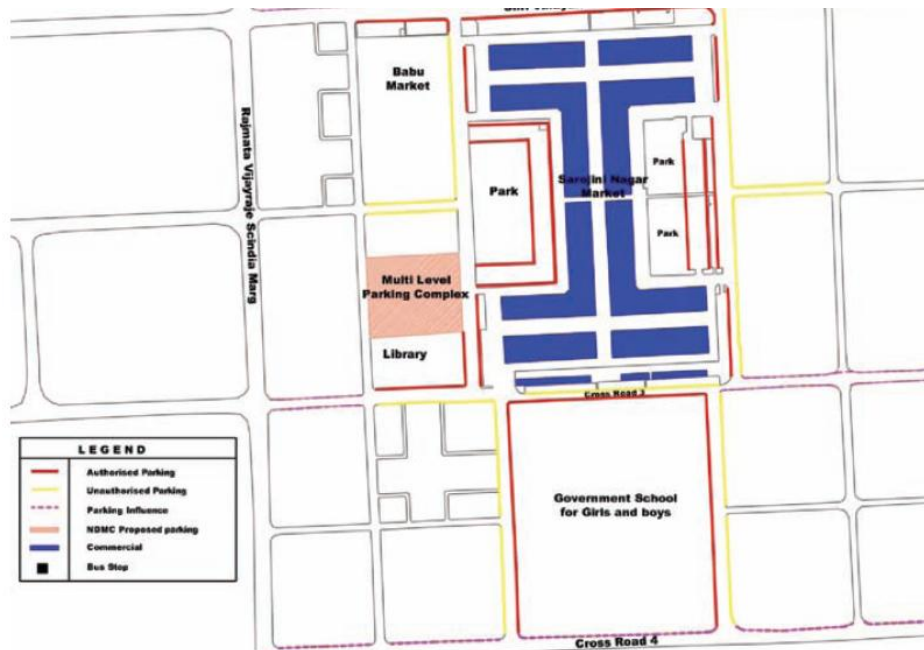 Babu
Market
Rajmata Vijayraje Scindia Marg
Park
Sarojini Nagar
Market
Park
Park
Multi Level
Parking Complex
Library
Cross Road 3
LEGEND
Authorised Parking
Unauthorised Parking
Parking Influence
NDMC Proposed parking
Commercial
Bus Stop
Government School
for Girls and boys
Cross Road 4